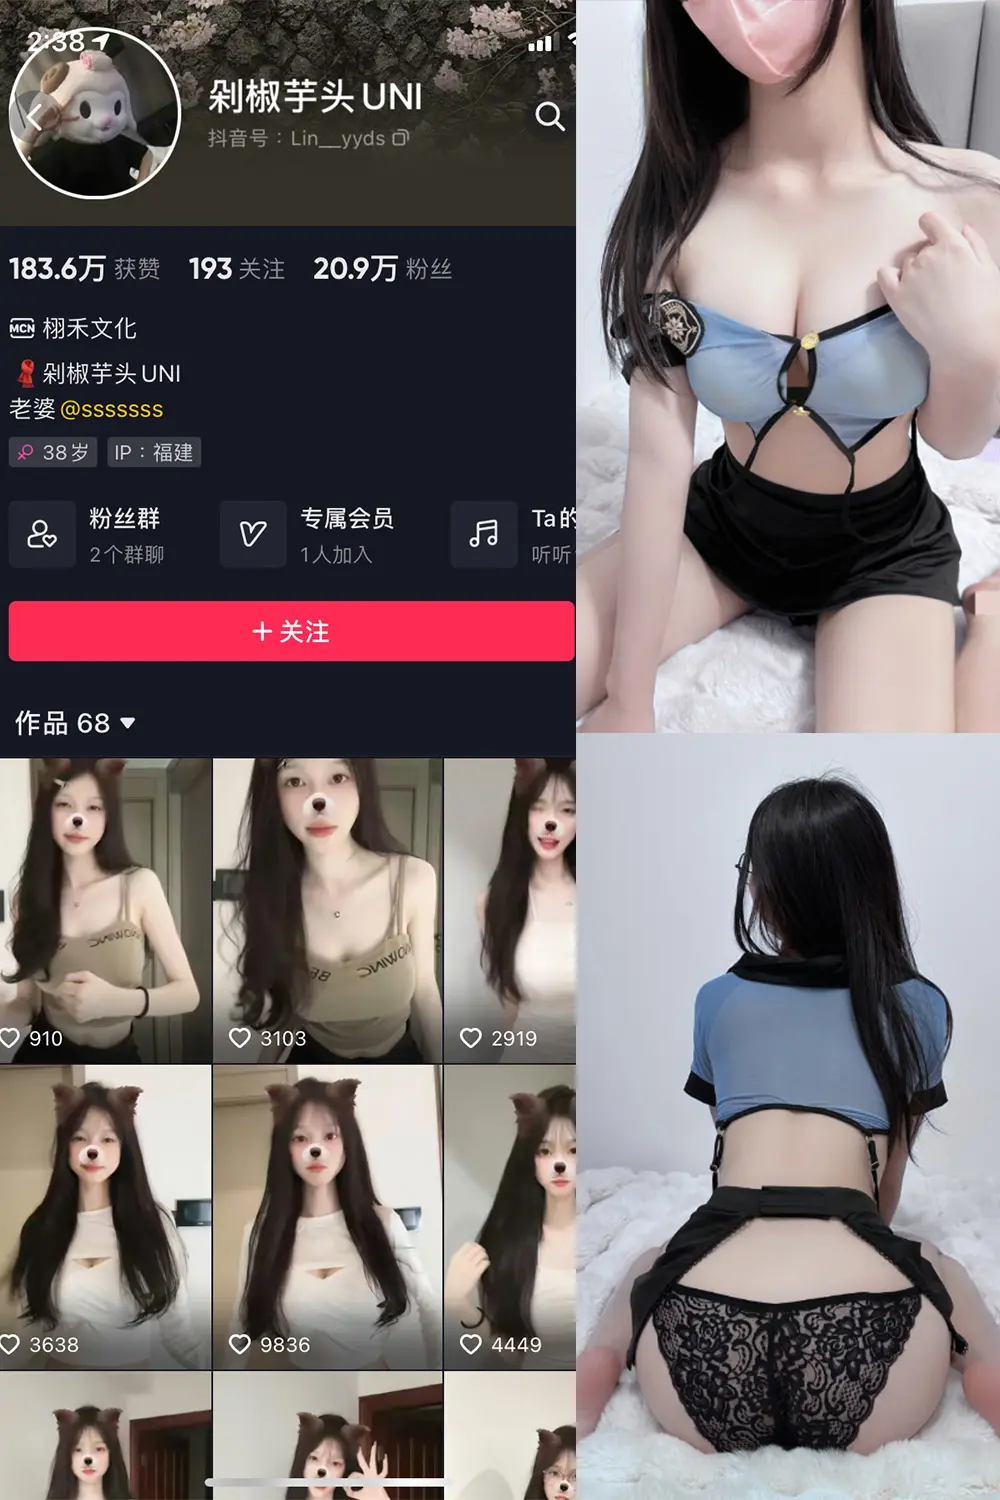 2:38
剁椒芋头UNI
抖音号：Lin__yyds
183.6万 获赞 193 关注 20.9万 粉丝
MCN 栩禾文化
剁椒芋头UNI
老婆 @sssssss
38岁 IP：福建
粉丝群
2个群聊
专属会员
1人加入
Ta的
听听
+ 关注
作品 68
910
3103
2919
3638
9836
4449